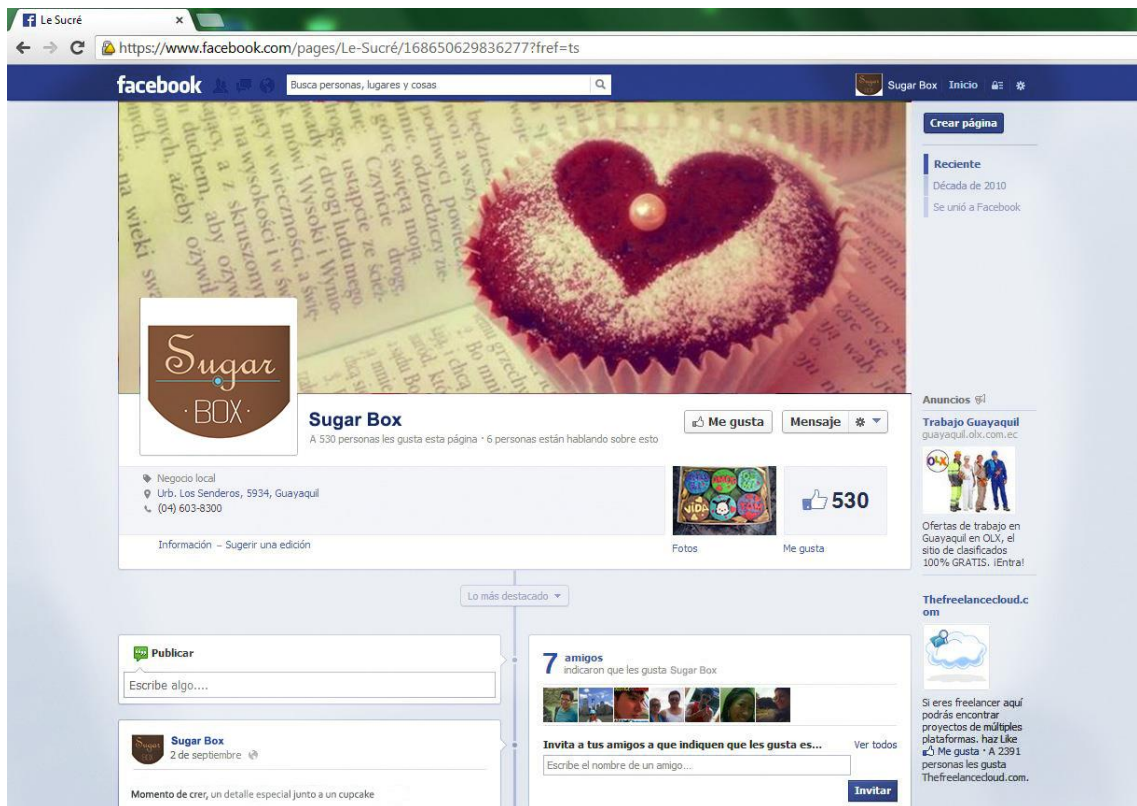 Le Sucré
https://www.facebook.com/pages/Le-Sucré/168650629836277?fref=ts
facebook
Busca personas, lugares y cosas
Sugar Box Inicio
Crear página
Reciente
Década de 2010
Se unió a Facebook
Sugar
· BOX ·
Sugar Box
A 530 personas les gusta esta página · 6 personas están hablando sobre esto
Me gusta
Mensaje
Negocio local
Urb. Los Senderos, 5934, Guayaquil
(04) 603-8300
Información – Sugerir una edición
VIDA
Fotos
530
Me gusta
Anuncios
Trabajo Guayaquil
guayaquil.olx.com.ec
OLX
Ofertas de trabajo en
Guayaquil en OLX, el
sitio de clasificados
100% GRATIS. ¡Entra!
Thefreelancecloud.c
om
Si eres freelancer aquí
podrás encontrar
proyectos de múltiples
plataformas. haz Like
Me gusta · A 2391
personas les gusta
Thefreelancecloud.com.
Lo más destacado
Publicar
Escribe algo....
Sugar Box
2 de septiembre
Momento de crer, un detalle especial junto a un cupcake
7 amigos
indicaron que les gusta Sugar Box
Invita a tus amigos a que indiquen que les gusta es... Ver todos
Escribe el nombre de un amigo...
Invitar